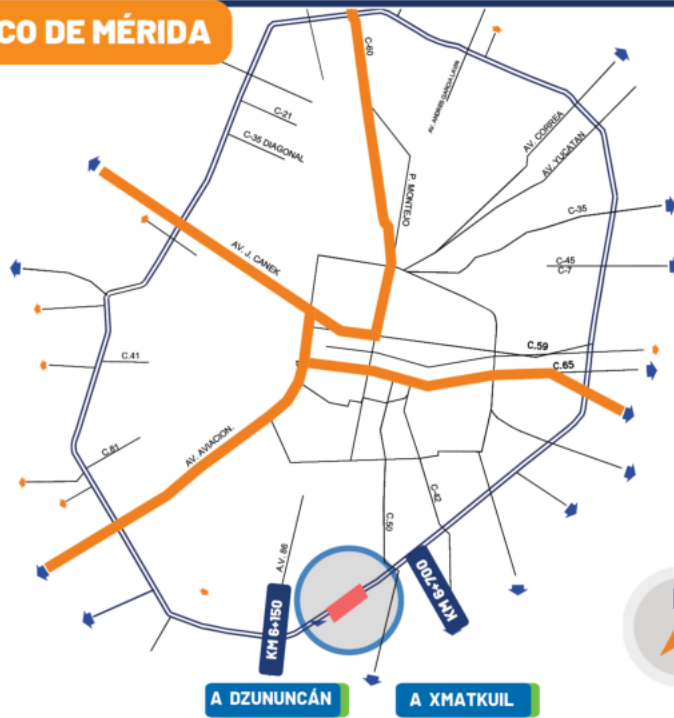 CO DE MÉRIDA
C-60
AV. ANDRES GARCIA LAVIN
C-21
C-35 DIAGONAL
AV. CORREA
AV. YUCATAN
P. MONTEJO
C-35
AV. J. CANEK
C-45
C-7
C.59
C.41
C.65
C.81
AV. AVIACION.
C-42
C.50
A.V. 86
KM 6+150
KM 6+700
A DZUNUNCÁN
A XMATKUIL